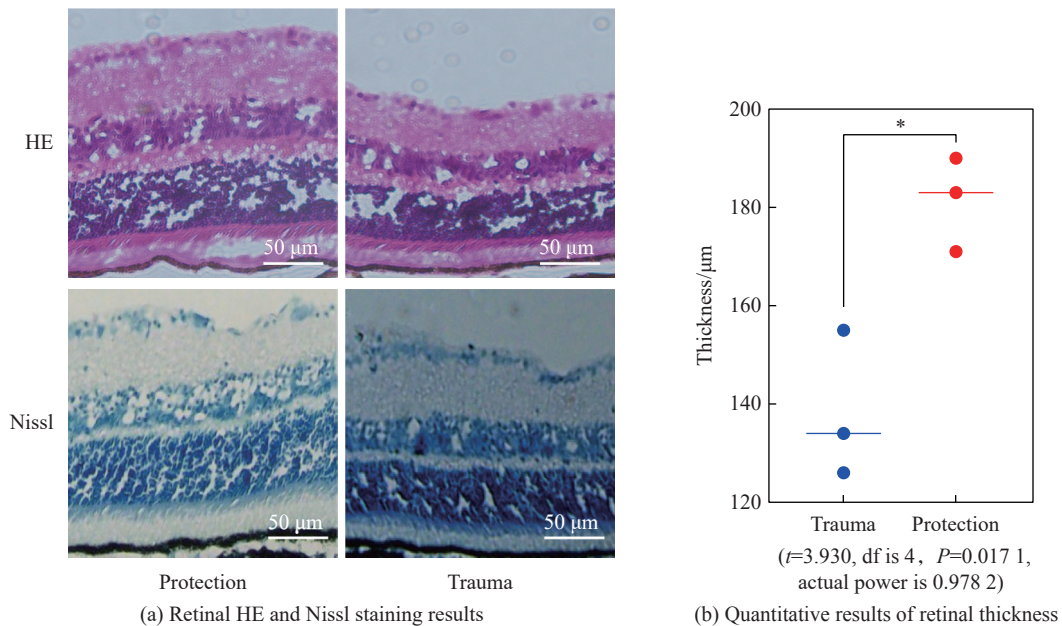 HE
50 μm
50 μm
Nissl
50 μm
50 μm
Protection
Trauma
(a) Retinal HE and Nissl staining results
200
180
160
140
120
Thickness/μm
*
Trauma
Protection
(t=3.930, df is 4, P=0.017 1,
actual power is 0.978 2)
(b) Quantitative results of retinal thickness